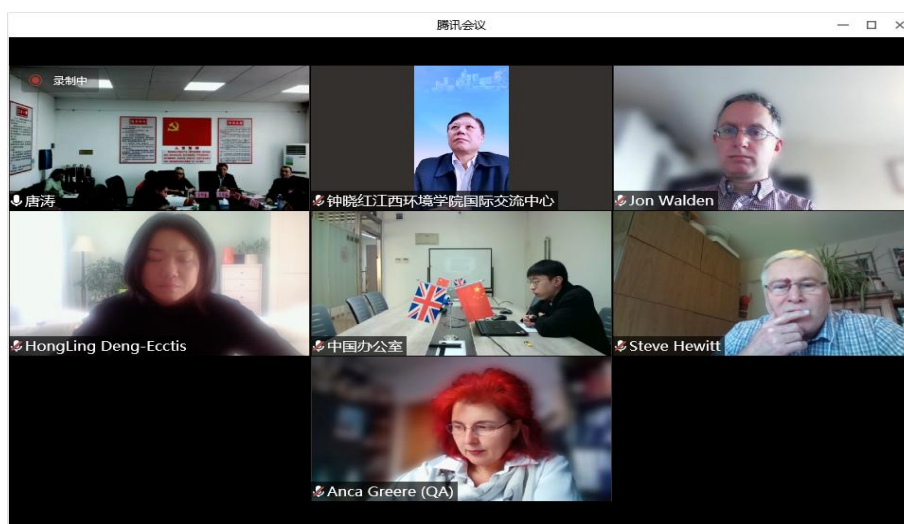 腾讯会议
录制中
唐涛
钟晓红江西环境学院国际交流中心
Jon Walden
HongLing Deng-Ecctis
中国办公室
Steve Hewitt
Anca Greere (QA)